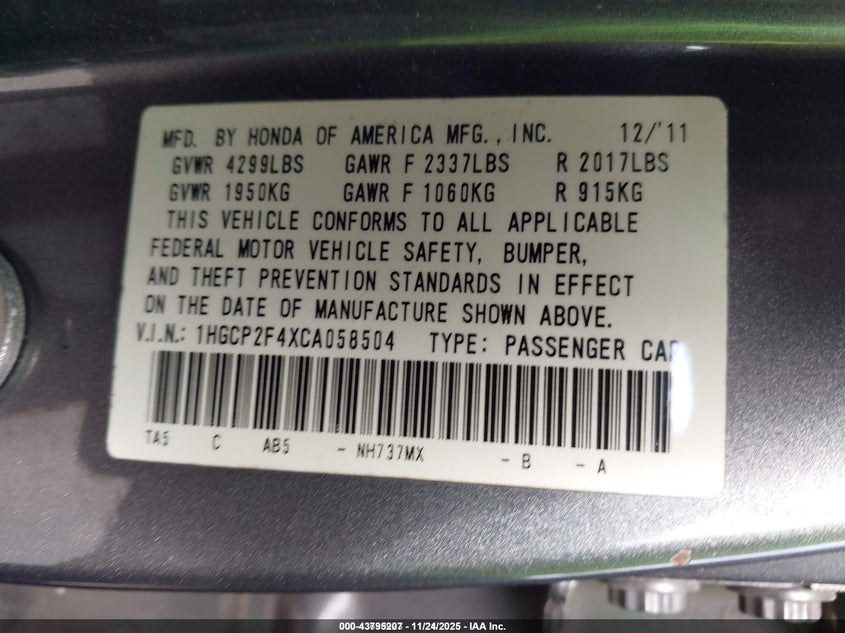 MFD. BY HONDA OF AMERICA MFG., INC. 12/'11
GVWR 4299LBS GAWR F 2337LBS R 2017LBS
GVWR 1950KG GAWR F 1060KG R 915KG
THIS VEHICLE CONFORMS TO ALL APPLICABLE
FEDERAL MOTOR VEHICLE SAFETY, BUMPER,
AND THEFT PREVENTION STANDARDS IN EFFECT
ON THE DATE OF MANUFACTURE SHOWN ABOVE.
V.I.N.: 1HGCP2F4XCA058504 TYPE: PASSENGER CAR
TA5 C AB5 - NH737MX - B - A
000-43795207 - 11/24/2025 - IAA Inc.